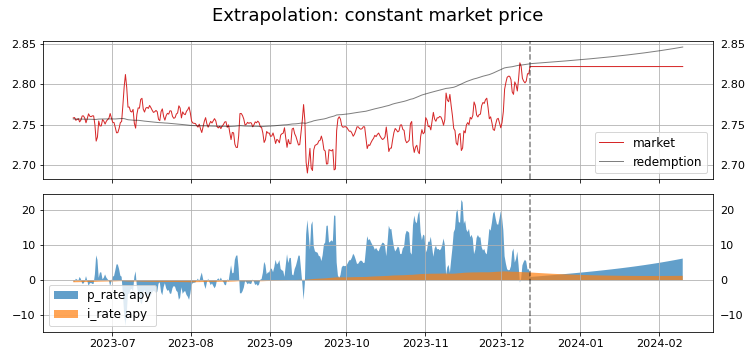 Extrapolation: constant market price
2.85 2.85
2.80 2.80
2.75 2.75
2.70 2.70
market
redemption
20 20
10 10
0 0
−10 −10
p_rate apy
i_rate apy
2023-07 2023-08 2023-09 2023-10 2023-11 2023-12 2024-01 2024-02